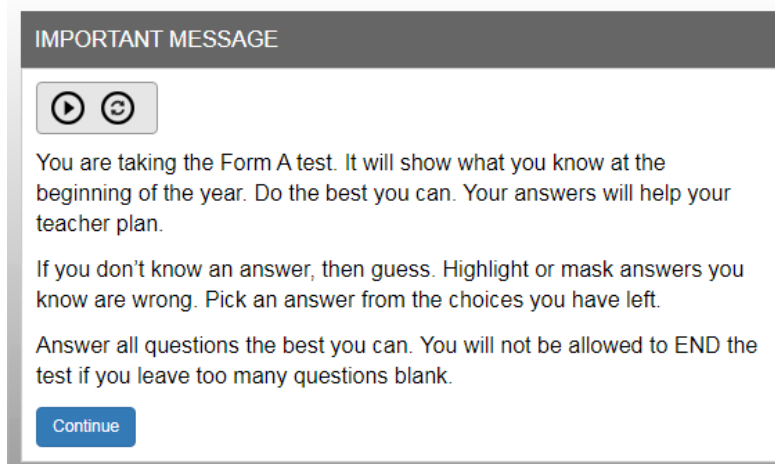 IMPORTANT MESSAGE
You are taking the Form A test. It will show what you know at the
beginning of the year. Do the best you can. Your answers will help your
teacher plan.
If you don’t know an answer, then guess. Highlight or mask answers you
know are wrong. Pick an answer from the choices you have left.
Answer all questions the best you can. You will not be allowed to END the
test if you leave too many questions blank.
Continue